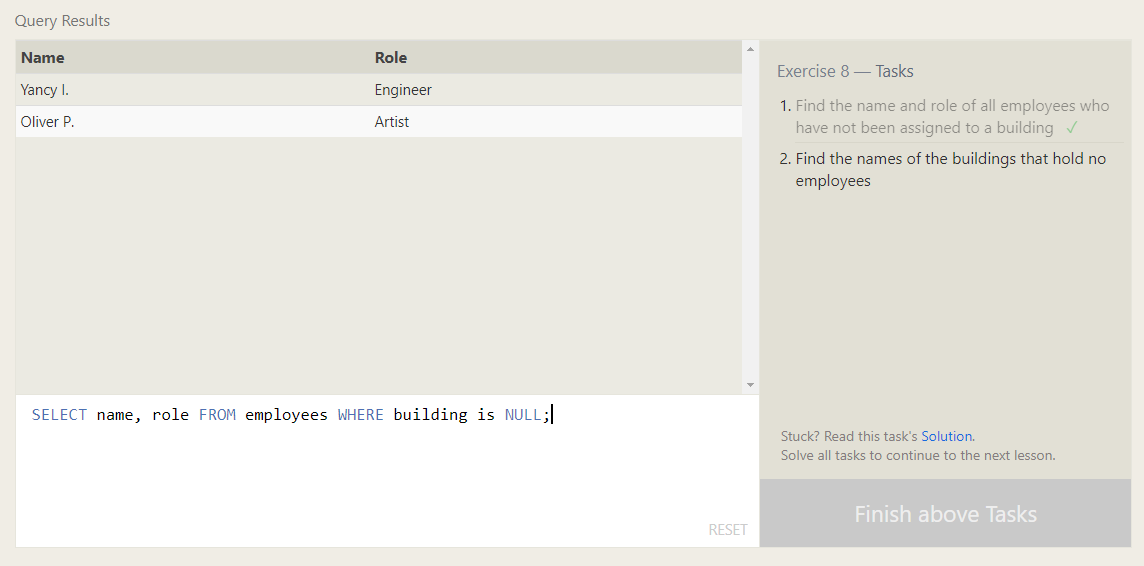 Query Results
Name Role
Yancy I. Engineer
Oliver P. Artist
SELECT name, role FROM employees WHERE building is NULL;
RESET
Exercise 8 — Tasks
1. Find the name and role of all employees who
have not been assigned to a building ✓
2. Find the names of the buildings that hold no
employees
Stuck? Read this task's Solution.
Solve all tasks to continue to the next lesson.
Finish above Tasks